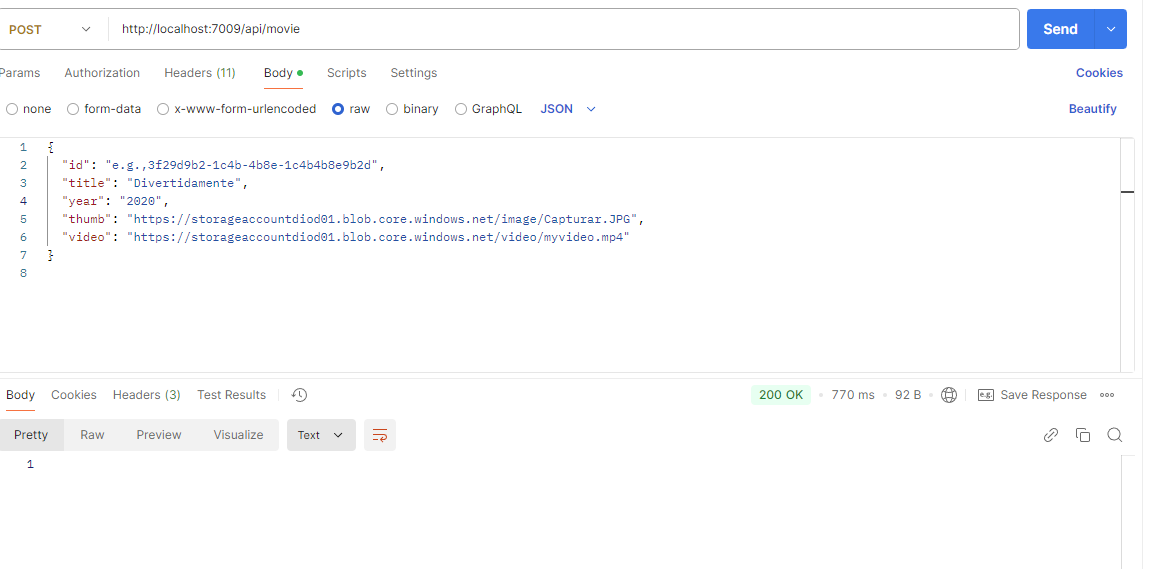 POST http://localhost:7009/api/movie Send
Params Authorization Headers (11) Body Scripts Settings Cookies
none form-data x-www-form-urlencoded raw binary GraphQL JSON Beautify
1 {
2 "id": "e.g.,3f29d9b2-1c4b-4b8e-1c4b4b8e9b2d",
3 "title": "Divertidamente",
4 "year": "2020",
5 "thumb": "https://storageaccountdiod01.blob.core.windows.net/image/Capturar.JPG",
6 "video": "https://storageaccountdiod01.blob.core.windows.net/video/myvideo.mp4"
7 }
8
Body Cookies Headers (3) Test Results 200 OK 770 ms 92 B e.g. Save Response
Pretty Raw Preview Visualize Text
1